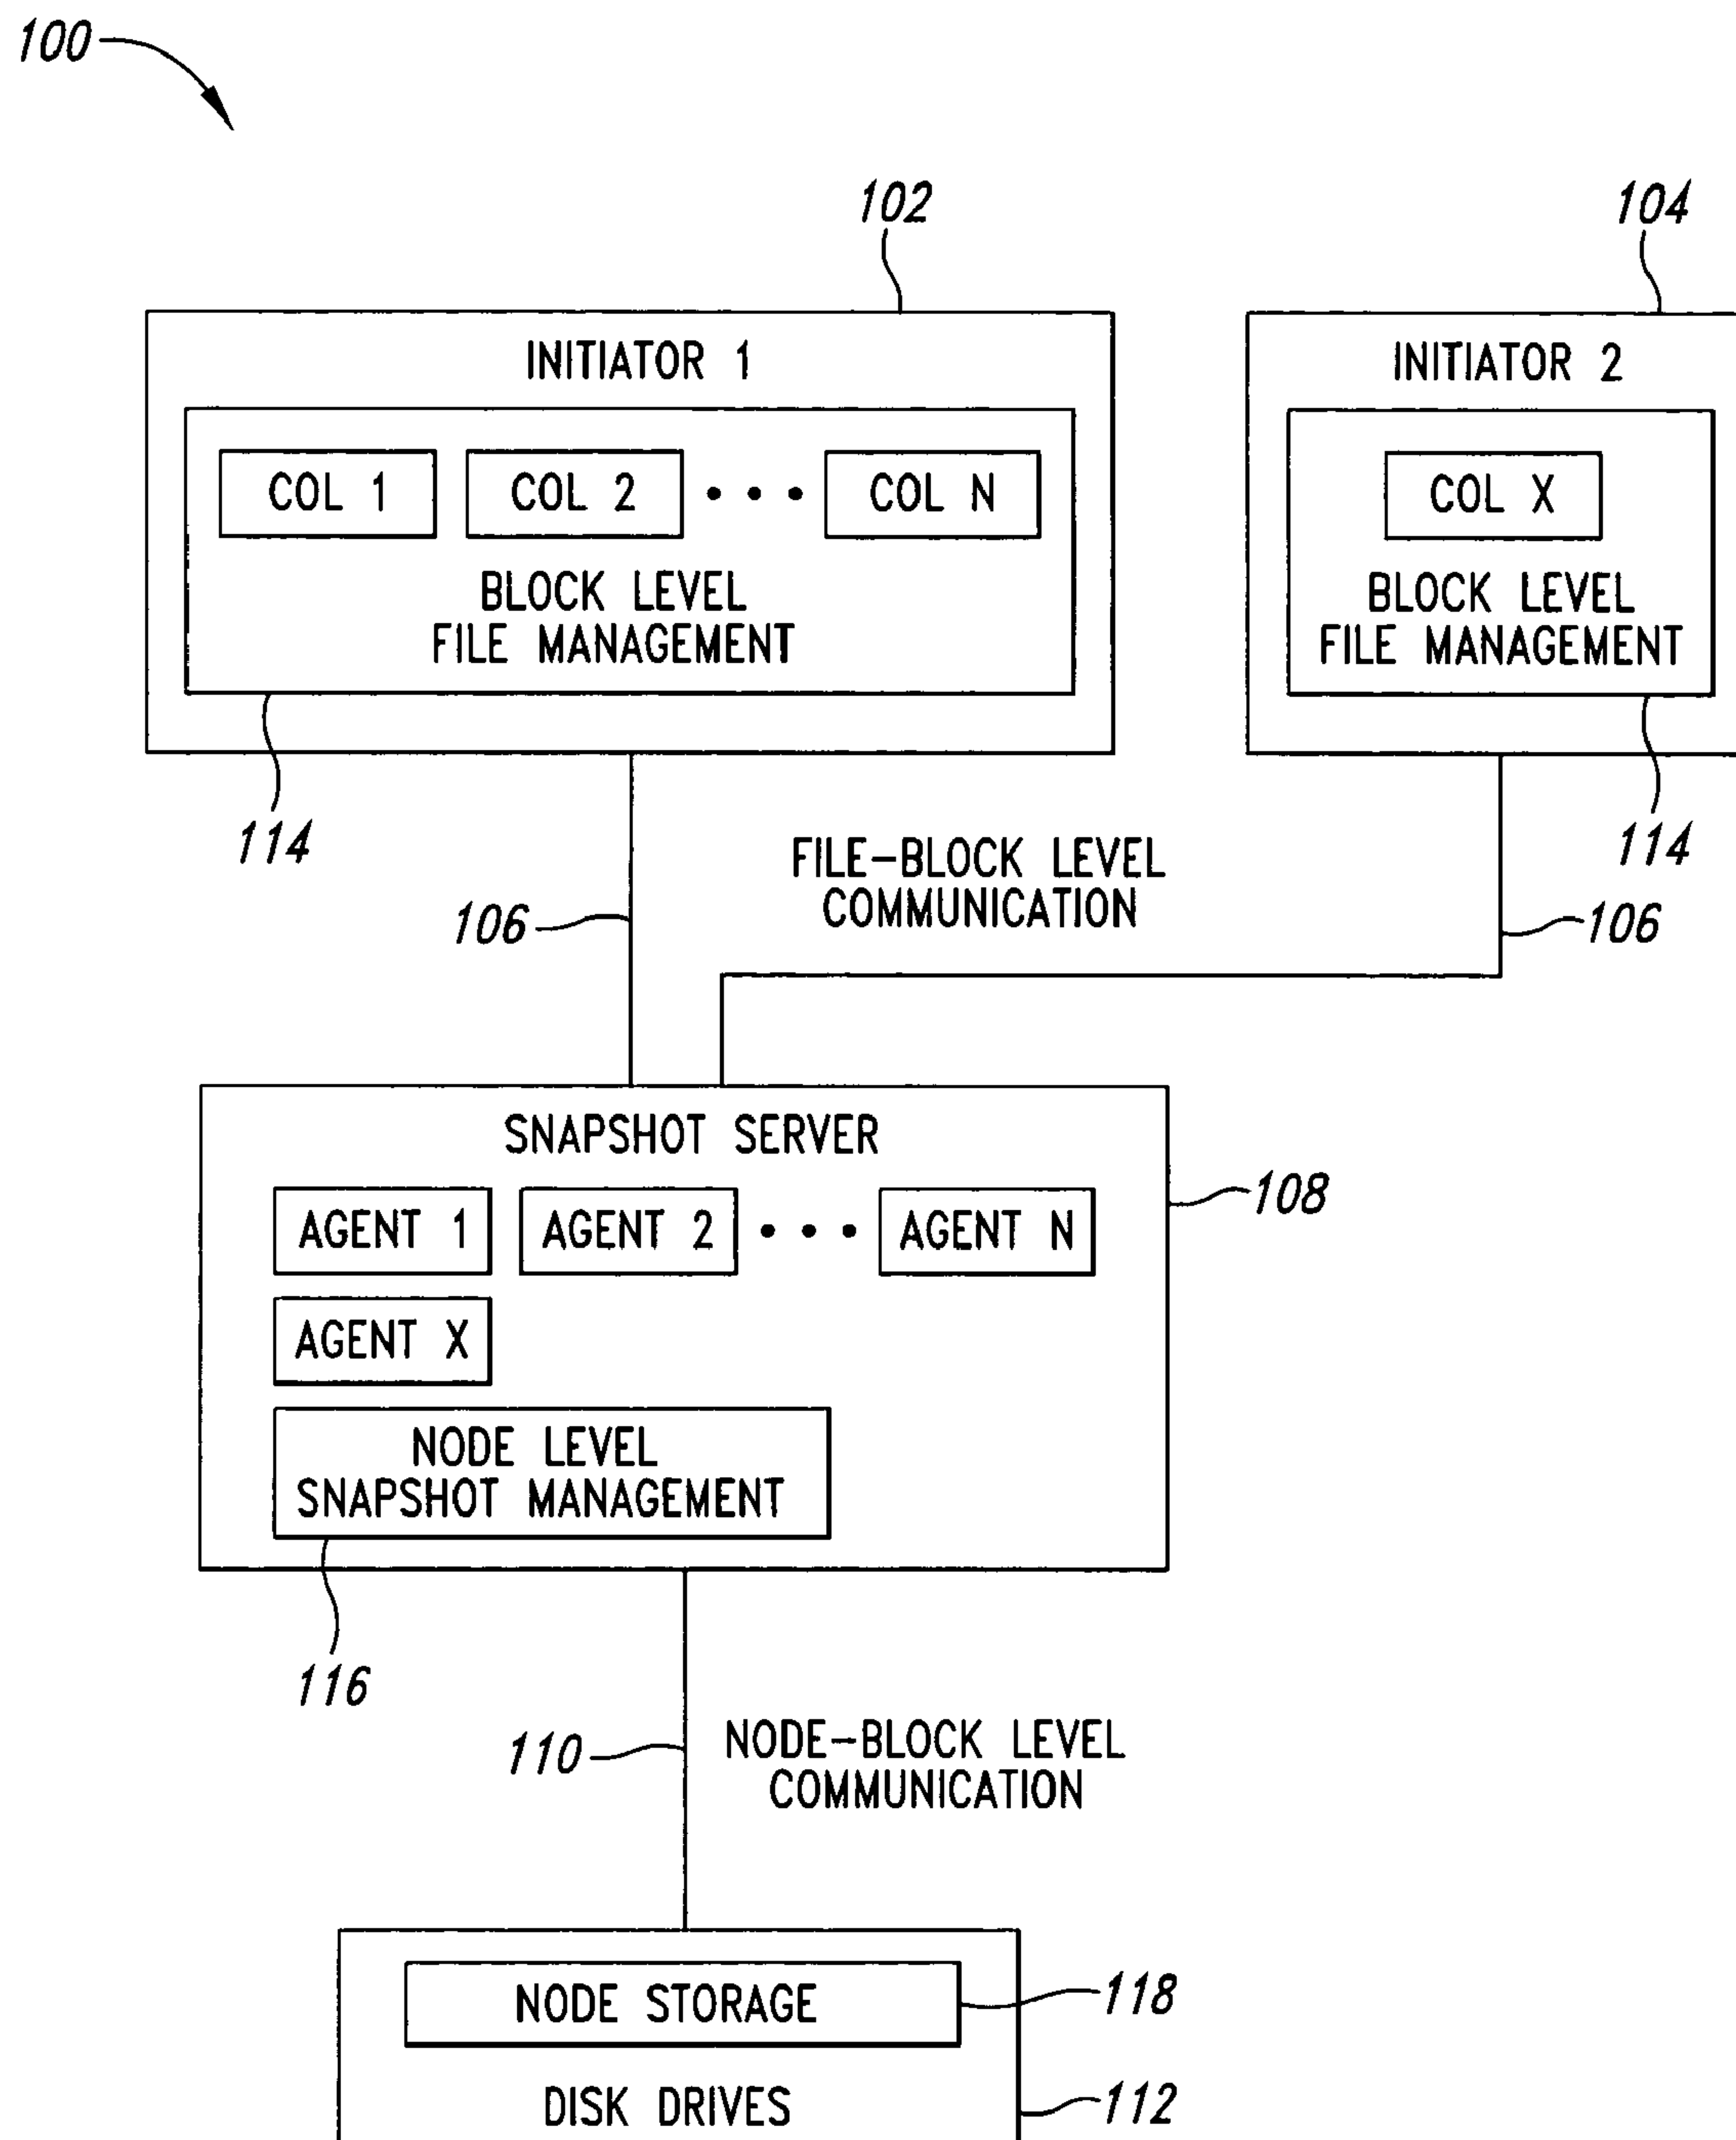 100
102
104
INITIATOR 1
INITIATOR 2
COL 1
COL 2
• • •
COL N
COL X
BLOCK LEVEL
FILE MANAGEMENT
BLOCK LEVEL
FILE MANAGEMENT
114
114
FILE-BLOCK LEVEL
COMMUNICATION
106
106
SNAPSHOT SERVER
108
AGENT 1
AGENT 2
• • •
AGENT N
AGENT X
NODE LEVEL
SNAPSHOT MANAGEMENT
116
110
NODE-BLOCK LEVEL
COMMUNICATION
NODE STORAGE
118
DISK DRIVES
112